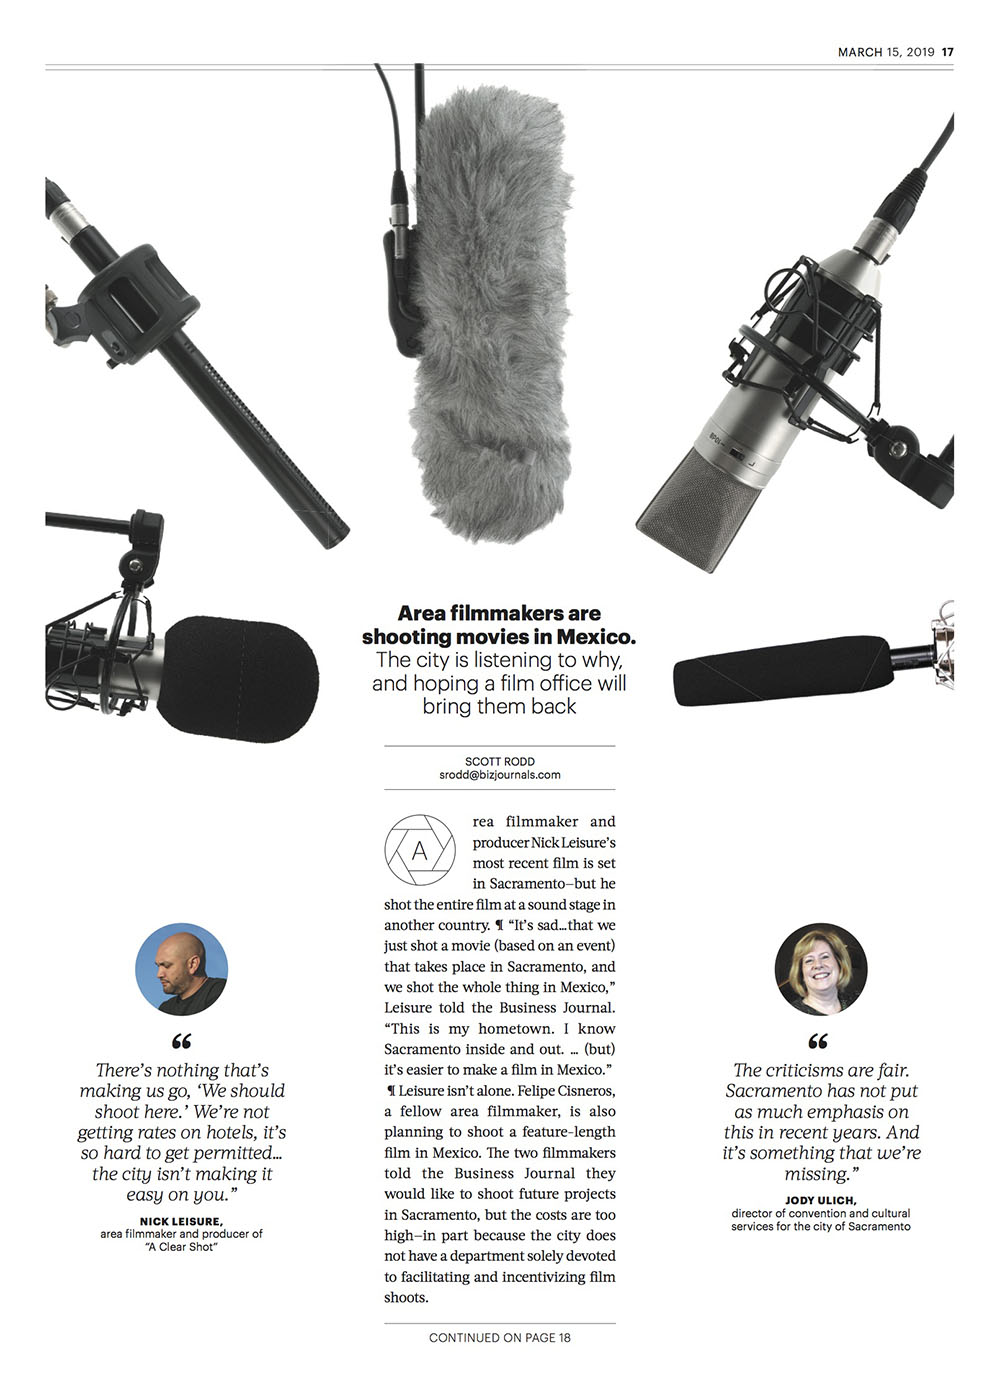 MARCH 15, 2019 17
Area filmmakers are
shooting movies in Mexico.
The city is listening to why,
and hoping a film office will
bring them back
SCOTT RODD
srodd@bizjournals.com
A
rea filmmaker and
producer Nick Leisure's
most recent film is set
in Sacramento—but he
shot the entire film at a sound stage in
another country. ¶ “It's sad…that we
just shot a movie (based on an event)
that takes place in Sacramento, and
we shot the whole thing in Mexico,”
Leisure told the Business Journal.
“This is my hometown. I know
Sacramento inside and out. … (but)
it's easier to make a film in Mexico.”
¶ Leisure isn't alone. Felipe Cisneros,
a fellow area filmmaker, is also
planning to shoot a feature-length
film in Mexico. The two filmmakers
told the Business Journal they
would like to shoot future projects
in Sacramento, but the costs are too
high—in part because the city does
not have a department solely devoted
to facilitating and incentivizing film
shoots.
CONTINUED ON PAGE 18
“
There's nothing that's
making us go, ‘We should
shoot here.’ We're not
getting rates on hotels, it's
so hard to get permitted…
the city isn't making it
easy on you.”
NICK LEISURE,
area filmmaker and producer of
“A Clear Shot”
“
The criticisms are fair.
Sacramento has not put
as much emphasis on
this in recent years. And
it's something that we're
missing.”
JODY ULICH,
director of convention and cultural
services for the city of Sacramento